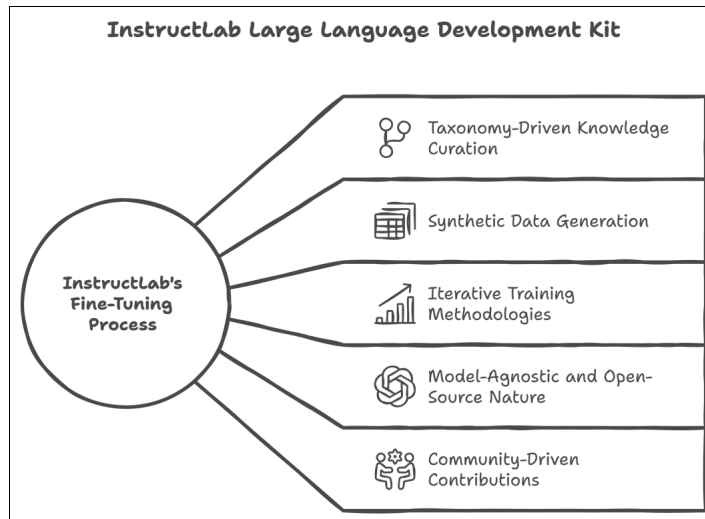 InstructLab Large Language Development Kit
Taxonomy-Driven Knowledge
Curation
Synthetic Data Generation
InstructLab's
Fine-Tuning
Process
Iterative Training
Methodologies
Model-Agnostic and Open-
Source Nature
Community-Driven
Contributions